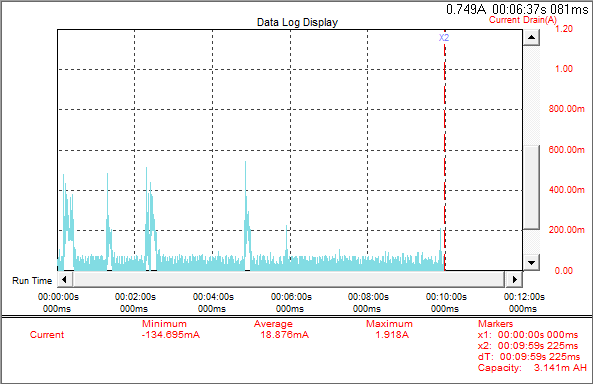 0.749A 00:06:37s 081ms
Data Log Display
Current Drain(A)
X2
1.20
1.00
800.00m
600.00m
400.00m
200.00m
0.00
Run Time
00:00:00s 00:02:00s 00:04:00s 00:06:00s 00:08:00s 00:10:00s 00:12:00s
000ms 000ms 000ms 000ms 000ms 000ms 000ms
Minimum Average Maximum Markers
Current -134.695mA 18.876mA 1.918A x1: 00:00:00s 000ms
x2: 00:09:59s 225ms
dT: 00:09:59s 225ms
Capacity: 3.141m AH